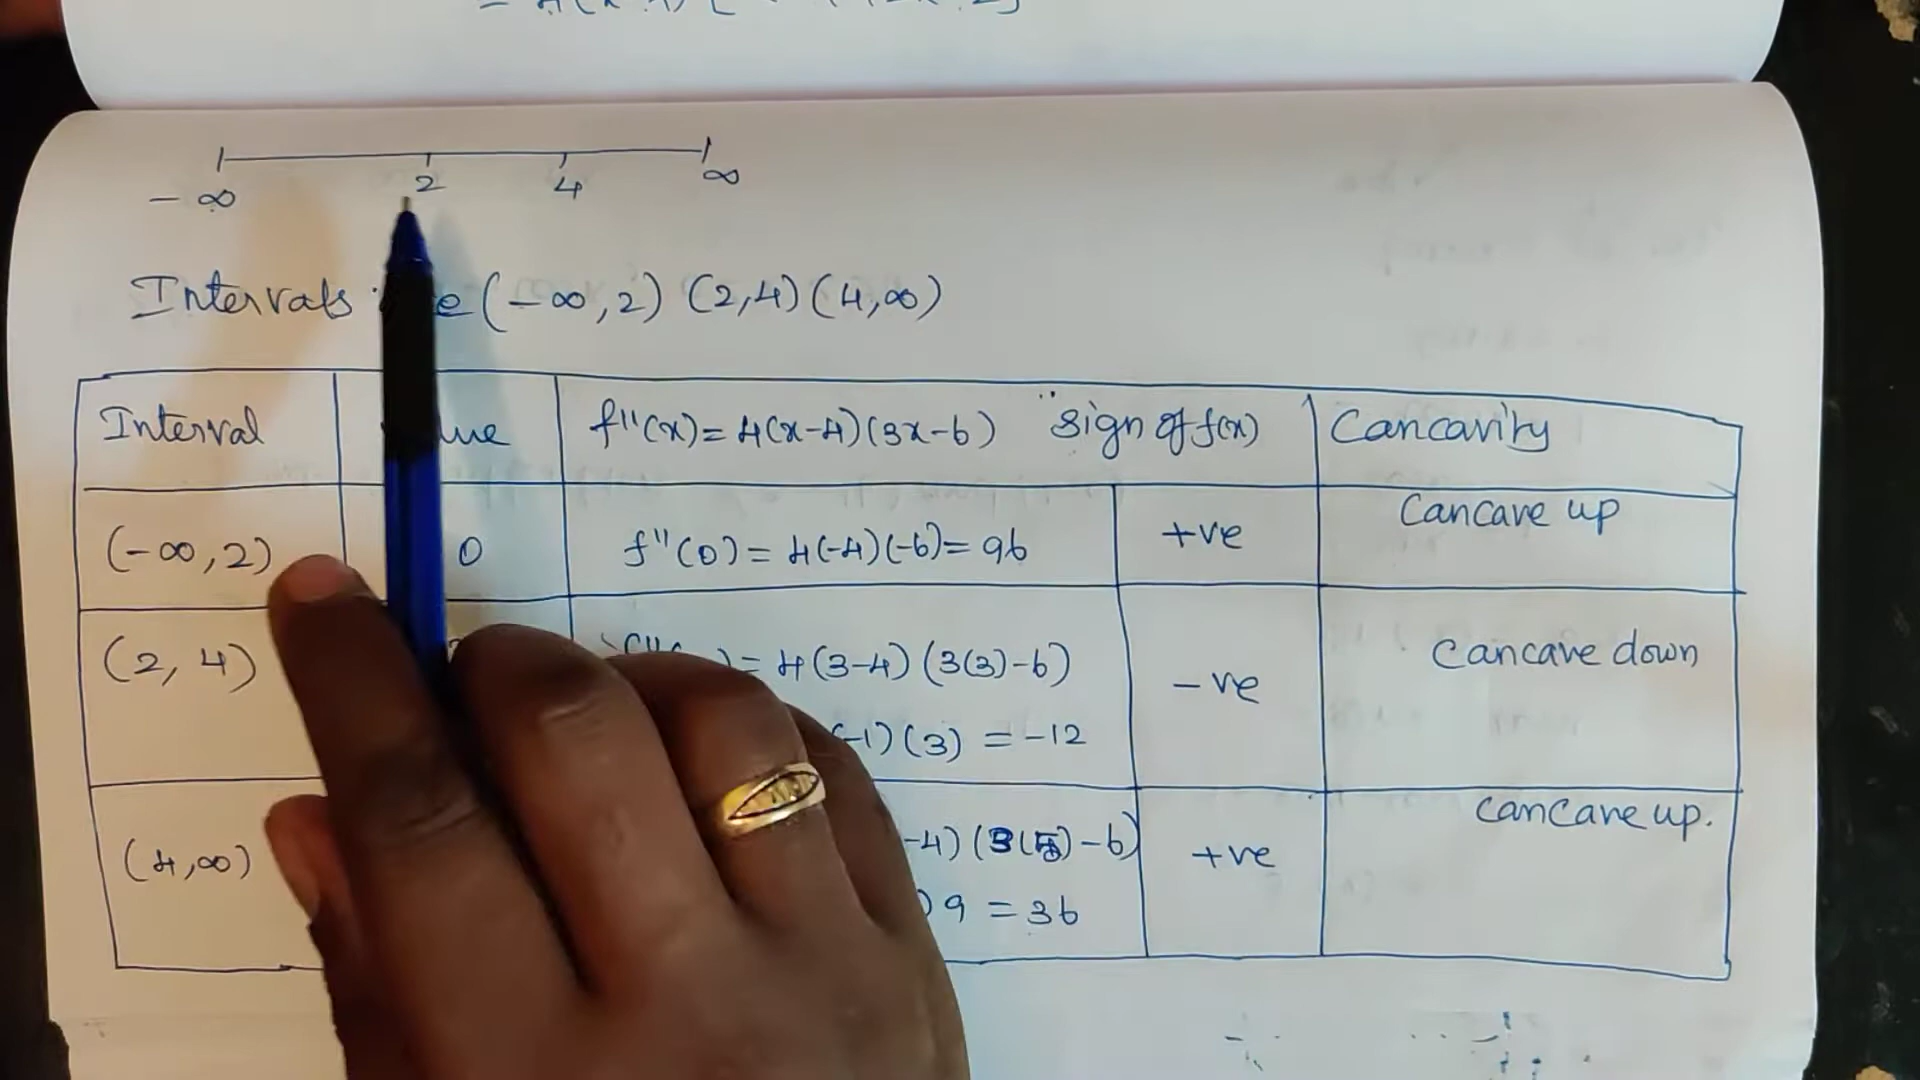 -∞ 2 4 ∞
Intervals (-∞,2) (2,4) (4,∞)
Interval f''(x)=4(x-4)(3x-6) sign of f(x) Cancavity
(-∞,2) 0 f''(0)=4(-4)(-6)=96 +ve Cancave up
(2,4) =4(3-4)(3(3)-6) -ve Cancave down
(-1)(3)=-12
(4,∞) -4)(3(5)-6) +ve cancave up.
)9=36